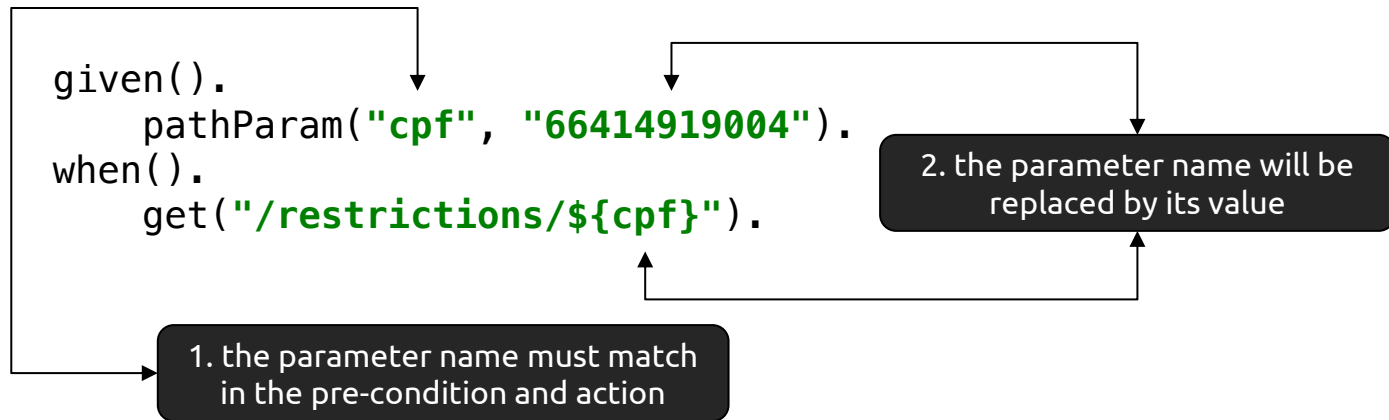 given().
pathParam("cpf", "66414919004").
when().
get("/restrictions/${cpf}").
2. the parameter name will be
replaced by its value
1. the parameter name must match
in the pre-condition and action